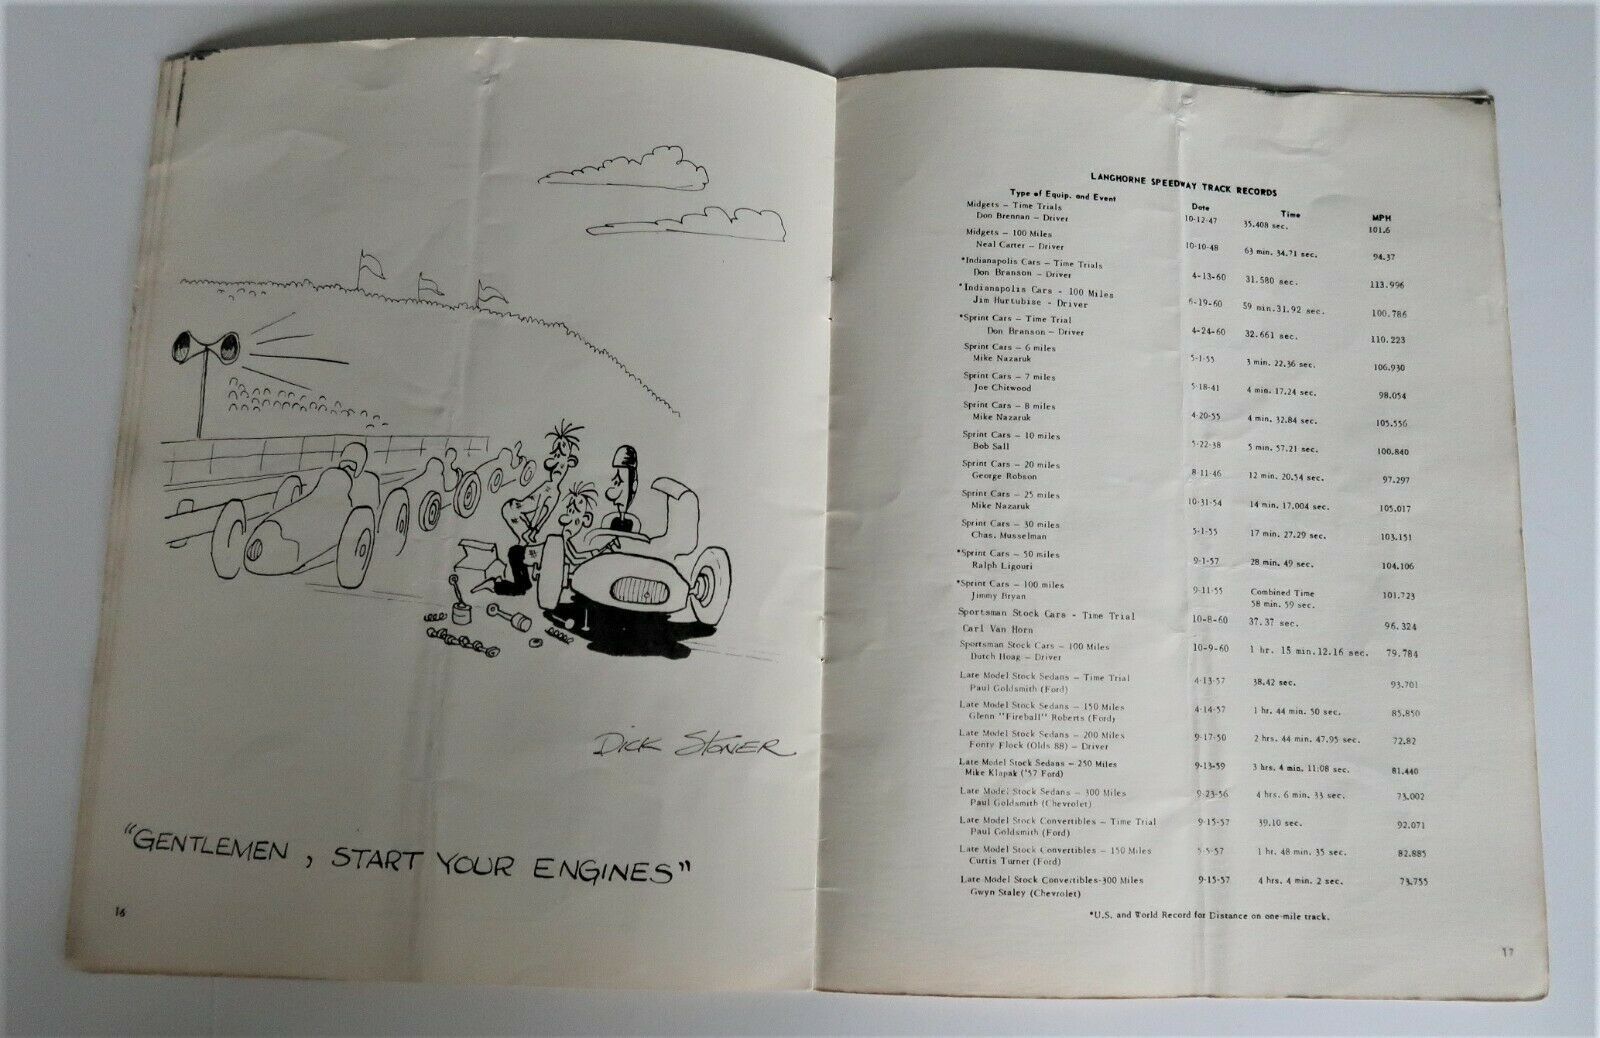 DICK STONER
"GENTLEMEN, START YOUR ENGINES"
16
LANGHORNE SPEEDWAY TRACK RECORDS
Type of Equip. and Event Date Time MPH
Midgets – Time Trials
Don Brennan – Driver 10-12-47 35.408 sec. 101.6
Midgets – 100 Miles
Neal Carter – Driver 10-10-48 63 min. 34.71 sec. 94.37
*Indianapolis Cars – Time Trials
Don Branson – Driver 4-13-60 31.580 sec. 113.996
*Indianapolis Cars - 100 Miles
Jim Hurtubise - Driver 6-19-60 59 min.31.92 sec. 100.786
*Sprint Cars – Time Trial
Don Branson – Driver 4-24-60 32.661 sec. 110.223
Sprint Cars – 6 miles
Mike Nazaruk 5-1-55 3 min. 22.36 sec. 106.930
Sprint Cars – 7 miles
Joe Chitwood 5-18-41 4 min. 17.24 sec. 98.054
Sprint Cars – 8 miles
Mike Nazaruk 4-20-55 4 min. 32.84 sec. 105.556
Sprint Cars – 10 miles
Bob Sall 5-22-38 5 min. 57.21 sec. 100.840
Sprint Cars – 20 miles
George Robson 8-11-46 12 min. 20.54 sec. 97.297
Sprint Cars – 25 miles
Mike Nazaruk 10-31-54 14 min. 17.004 sec. 105.017
Sprint Cars – 30 miles
Chas. Musselman 5-1-55 17 min. 27.29 sec. 103.151
*Sprint Cars – 50 miles
Ralph Ligouri 9-1-57 28 min. 49 sec. 104.106
*Sprint Cars – 100 miles
Jimmy Bryan 9-11-55 Combined Time 101.723
58 min. 59 sec.
Sportsman Stock Cars - Time Trial
Carl Van Horn 10-8-60 37.37 sec. 96.324
Sportsman Stock Cars – 100 Miles
Dutch Hoag – Driver 10-9-60 1 hr. 15 min.12.16 sec. 79.784
Late Model Stock Sedans – Time Trial
Paul Goldsmith (Ford) 4-13-57 38.42 sec. 93.701
Late Model Stock Sedans – 150 Miles
Glenn "Fireball" Roberts (Ford) 4-14-57 1 hr. 44 min. 50 sec. 85.850
Late Model Stock Sedans – 200 Miles
Fonty Flock (Olds 88) – Driver 9-17-50 2 hrs. 44 min. 47.95 sec. 72.82
Late Model Stock Sedans – 250 Miles
Mike Klapak ('57 Ford) 9-13-59 3 hrs. 4 min. 11:08 sec. 81.440
Late Model Stock Sedans – 300 Miles
Paul Goldsmith (Chevrolet) 9-23-56 4 hrs. 6 min. 33 sec. 73.002
Late Model Stock Convertibles – Time Trial
Paul Goldsmith (Ford) 9-15-57 39.10 sec. 92.071
Late Model Stock Convertibles – 150 Miles
Curtis Turner (Ford) 5-5-57 1 hr. 48 min. 35 sec. 82.885
Late Model Stock Convertibles-300 Miles
Gwyn Staley (Chevrolet) 9-15-57 4 hrs. 4 min. 2 sec. 73.755
*U.S. and World Record for Distance on one-mile track.
17